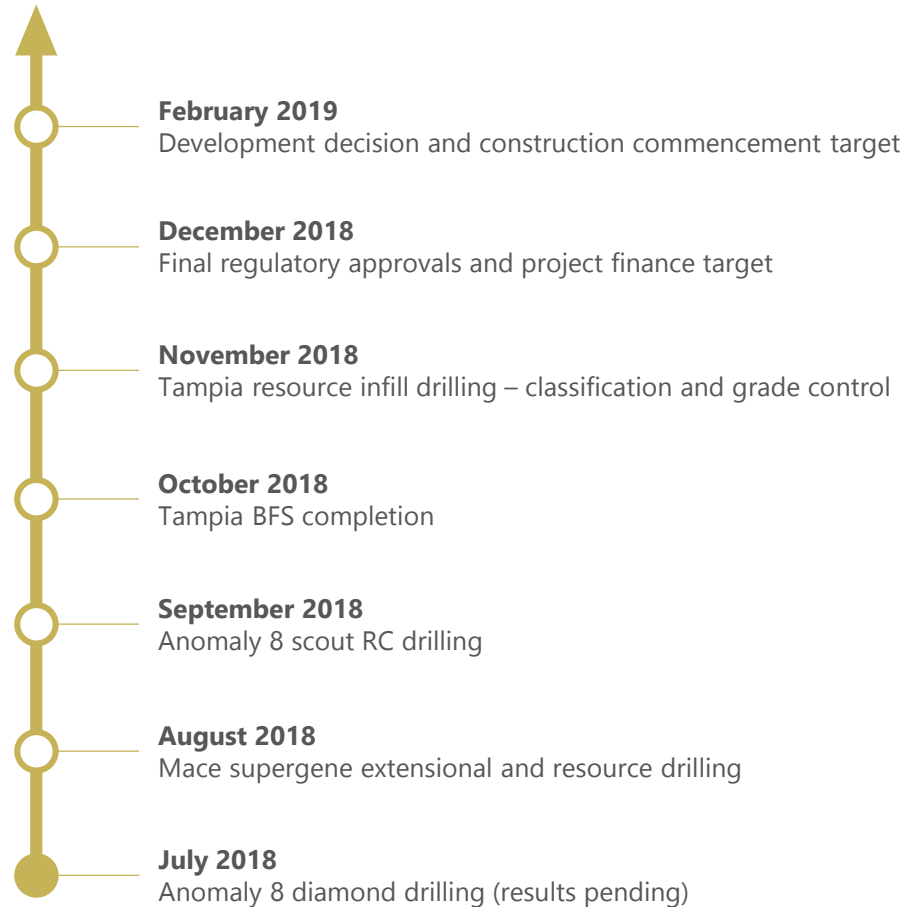 February 2019
Development decision and construction commencement target
December 2018
Final regulatory approvals and project finance target
November 2018
Tampia resource infill drilling – classification and grade control
October 2018
Tampia BFS completion
September 2018
Anomaly 8 scout RC drilling
August 2018
Mace supergene extensional and resource drilling
July 2018
Anomaly 8 diamond drilling (results pending)